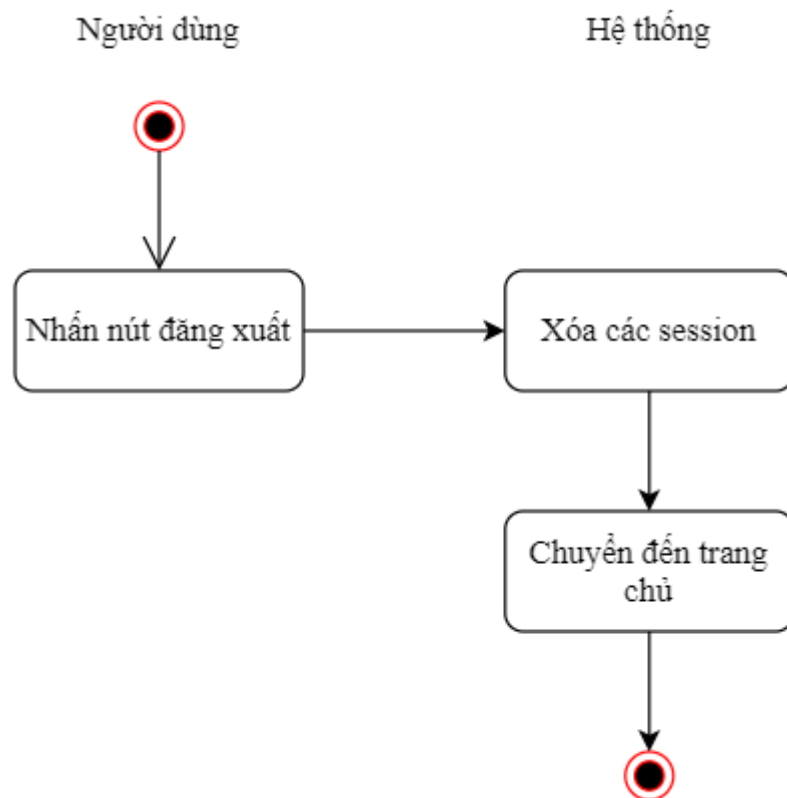 Người dùng
Hệ thống
Nhấn nút đăng xuất
Xóa các session
Chuyển đến trang
chủ